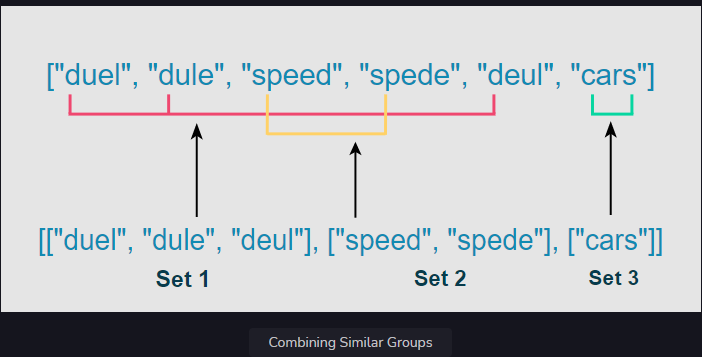 ["duel", "dule", "speed", "spede", "deul", "cars"]
[["duel", "dule", "deul"], ["speed", "spede"], ["cars"]]
Set 1 Set 2 Set 3
Combining Similar Groups